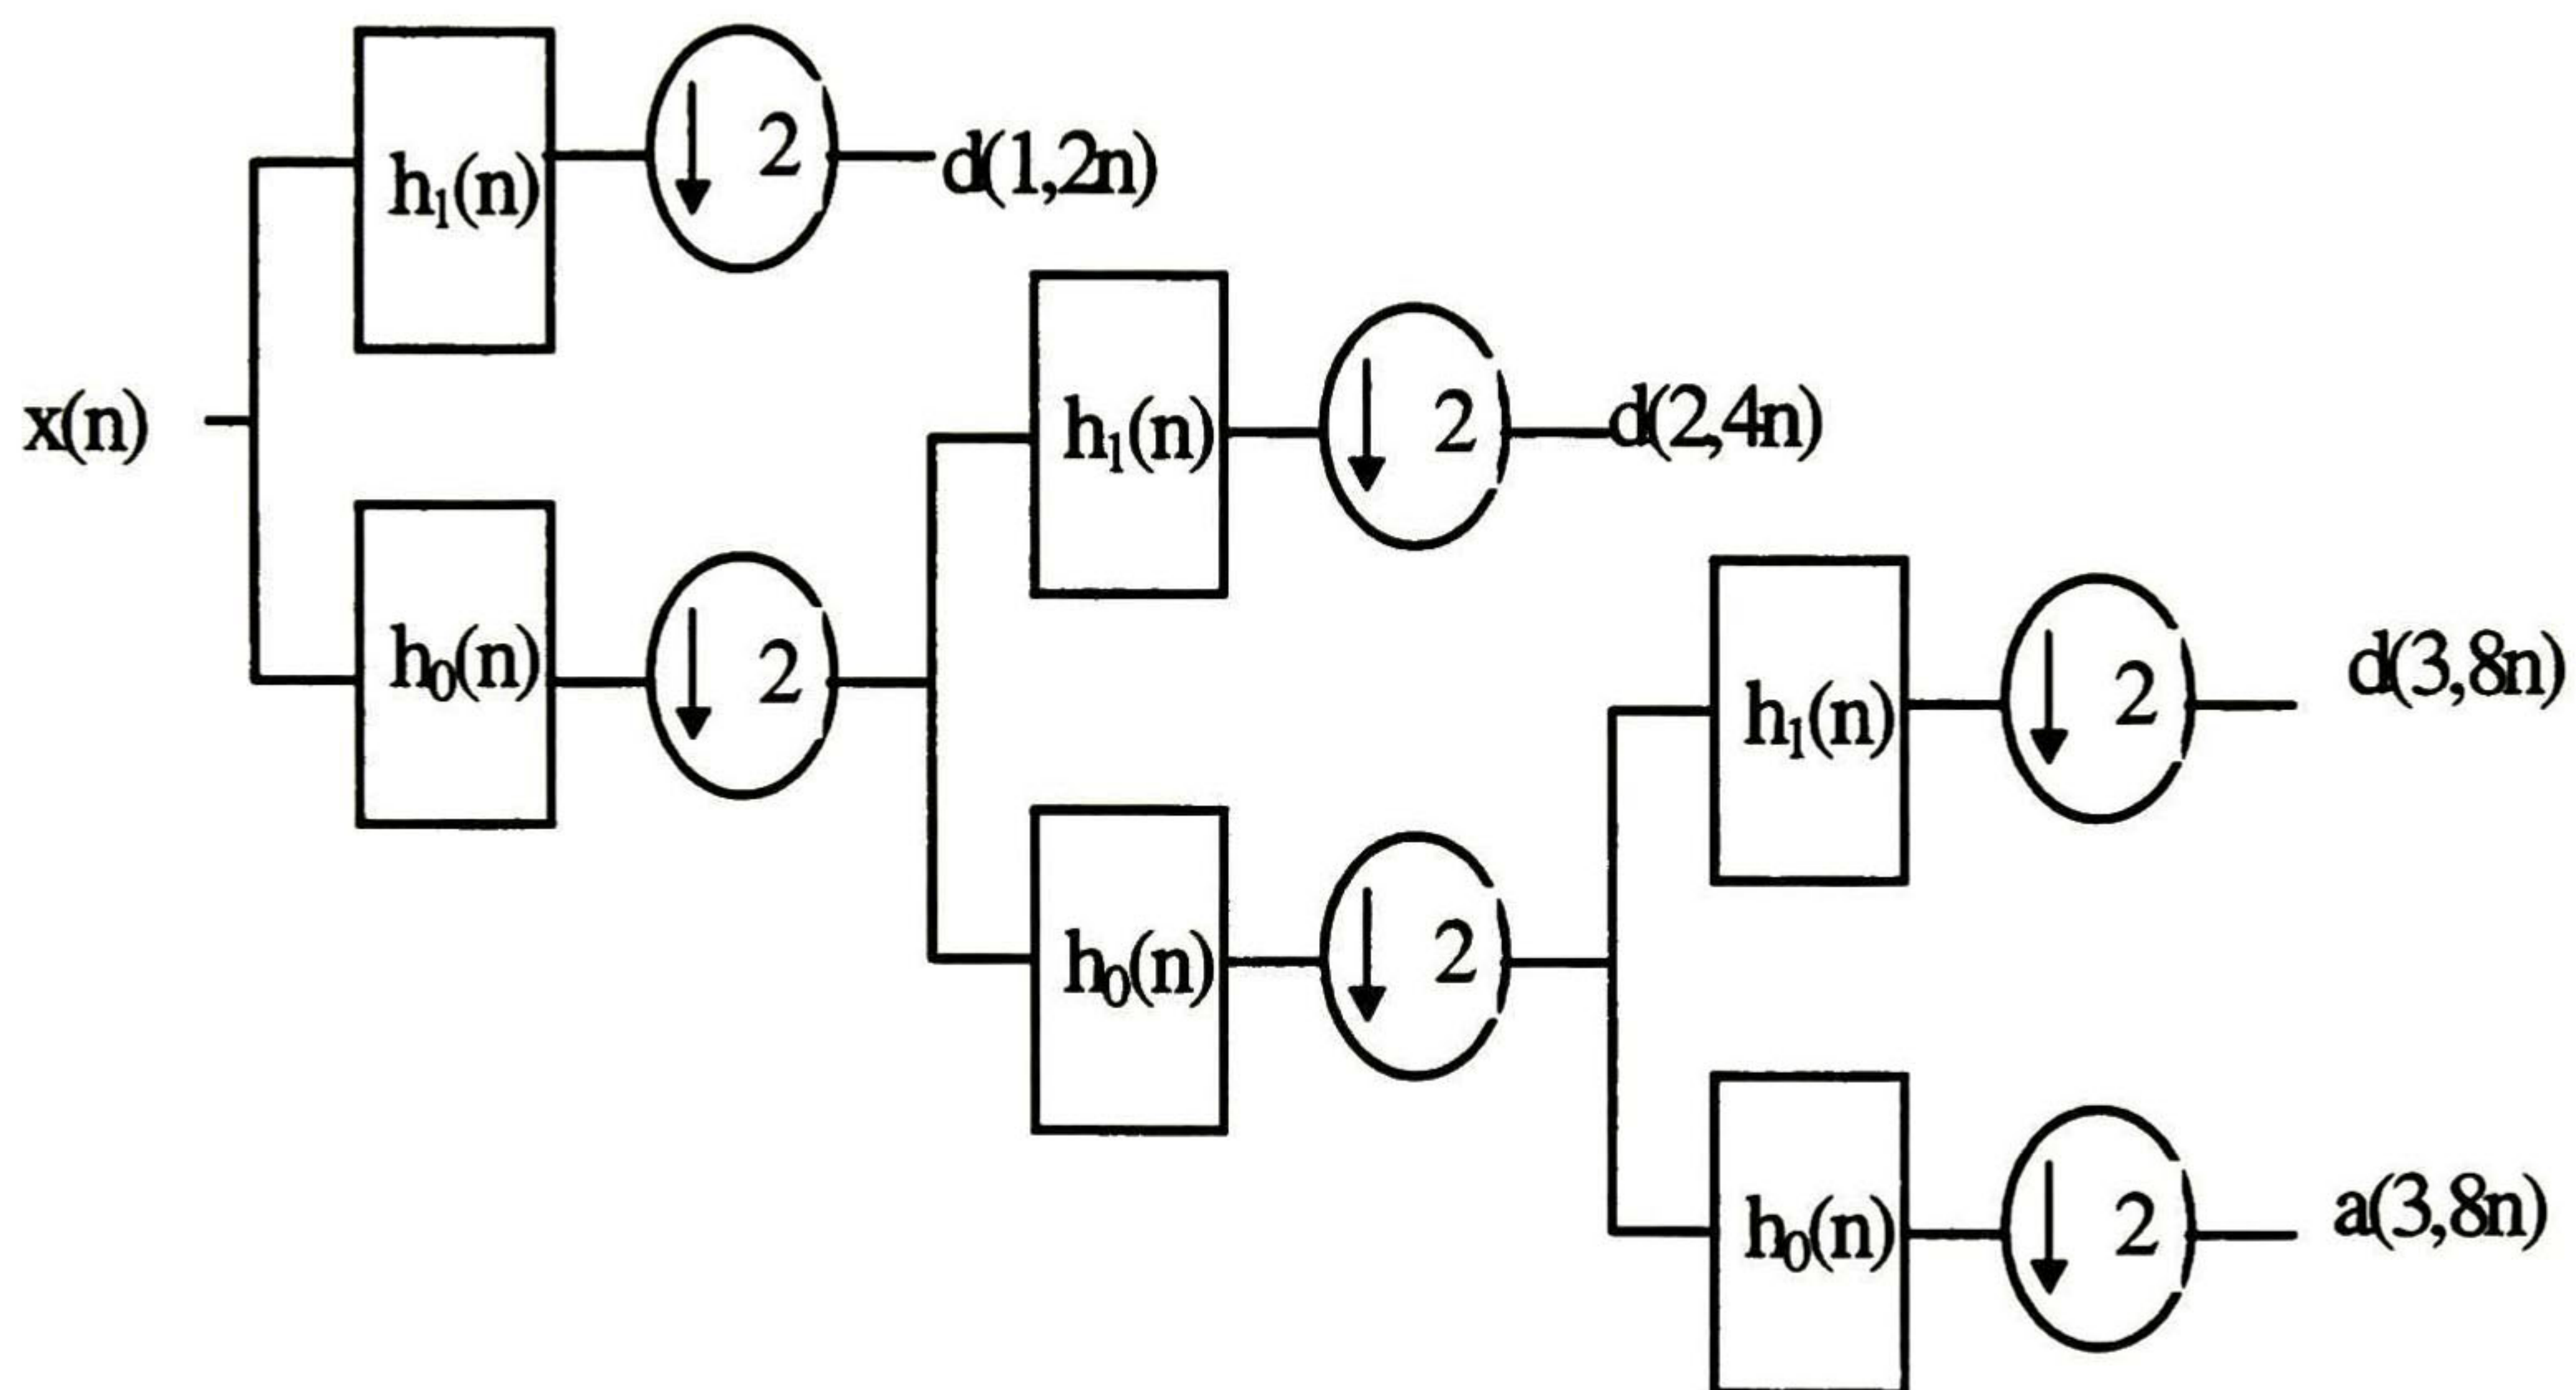 h₁(n)
↓ 2
d(1,2n)
x(n)
h₀(n)
↓ 2
h₁(n)
↓ 2
d(2,4n)
h₀(n)
↓ 2
h₁(n)
↓ 2
d(3,8n)
h₀(n)
↓ 2
a(3,8n)